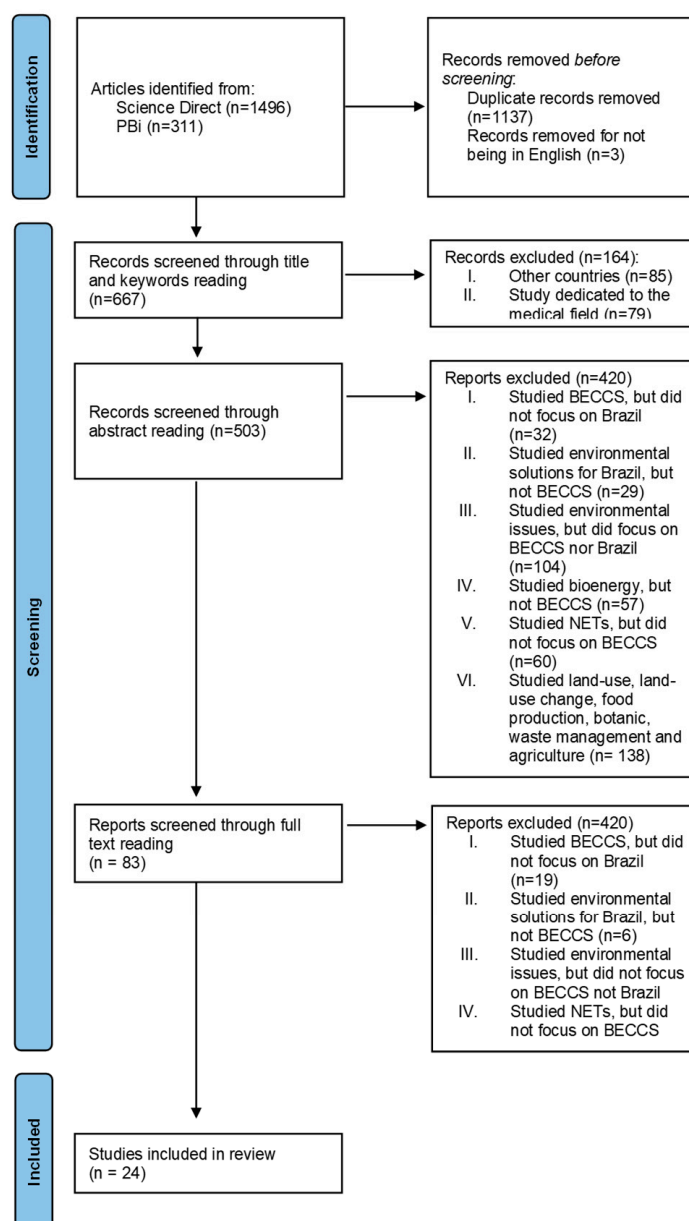 Identification
Articles identified from:
Science Direct (n=1496)
PBi (n=311)
Records removed before
screening:
Duplicate records removed
(n=1137)
Records removed for not
being in English (n=3)
Screening
Records screened through title
and keywords reading
(n=667)
Records excluded (n=164):
I. Other countries (n=85)
II. Study dedicated to the
medical field (n=79)
Records screened through
abstract reading (n=503)
Reports excluded (n=420)
I. Studied BECCS, but did
not focus on Brazil
(n=32)
II. Studied environmental
solutions for Brazil, but
not BECCS (n=29)
III. Studied environmental
issues, but did focus on
BECCS nor Brazil
(n=104)
IV. Studied bioenergy, but
not BECCS (n=57)
V. Studied NETs, but did
not focus on BECCS
(n=60)
VI. Studied land-use, land-
use change, food
production, botanic,
waste management and
agriculture (n= 138)
Reports screened through full
text reading
(n = 83)
Reports excluded (n=420)
I. Studied BECCS, but did
not focus on Brazil
(n=19)
II. Studied environmental
solutions for Brazil, but
not BECCS (n=6)
III. Studied environmental
issues, but did not focus
on BECCS not Brazil
IV. Studied NETs, but did
not focus on BECCS
Included
Studies included in review
(n = 24)